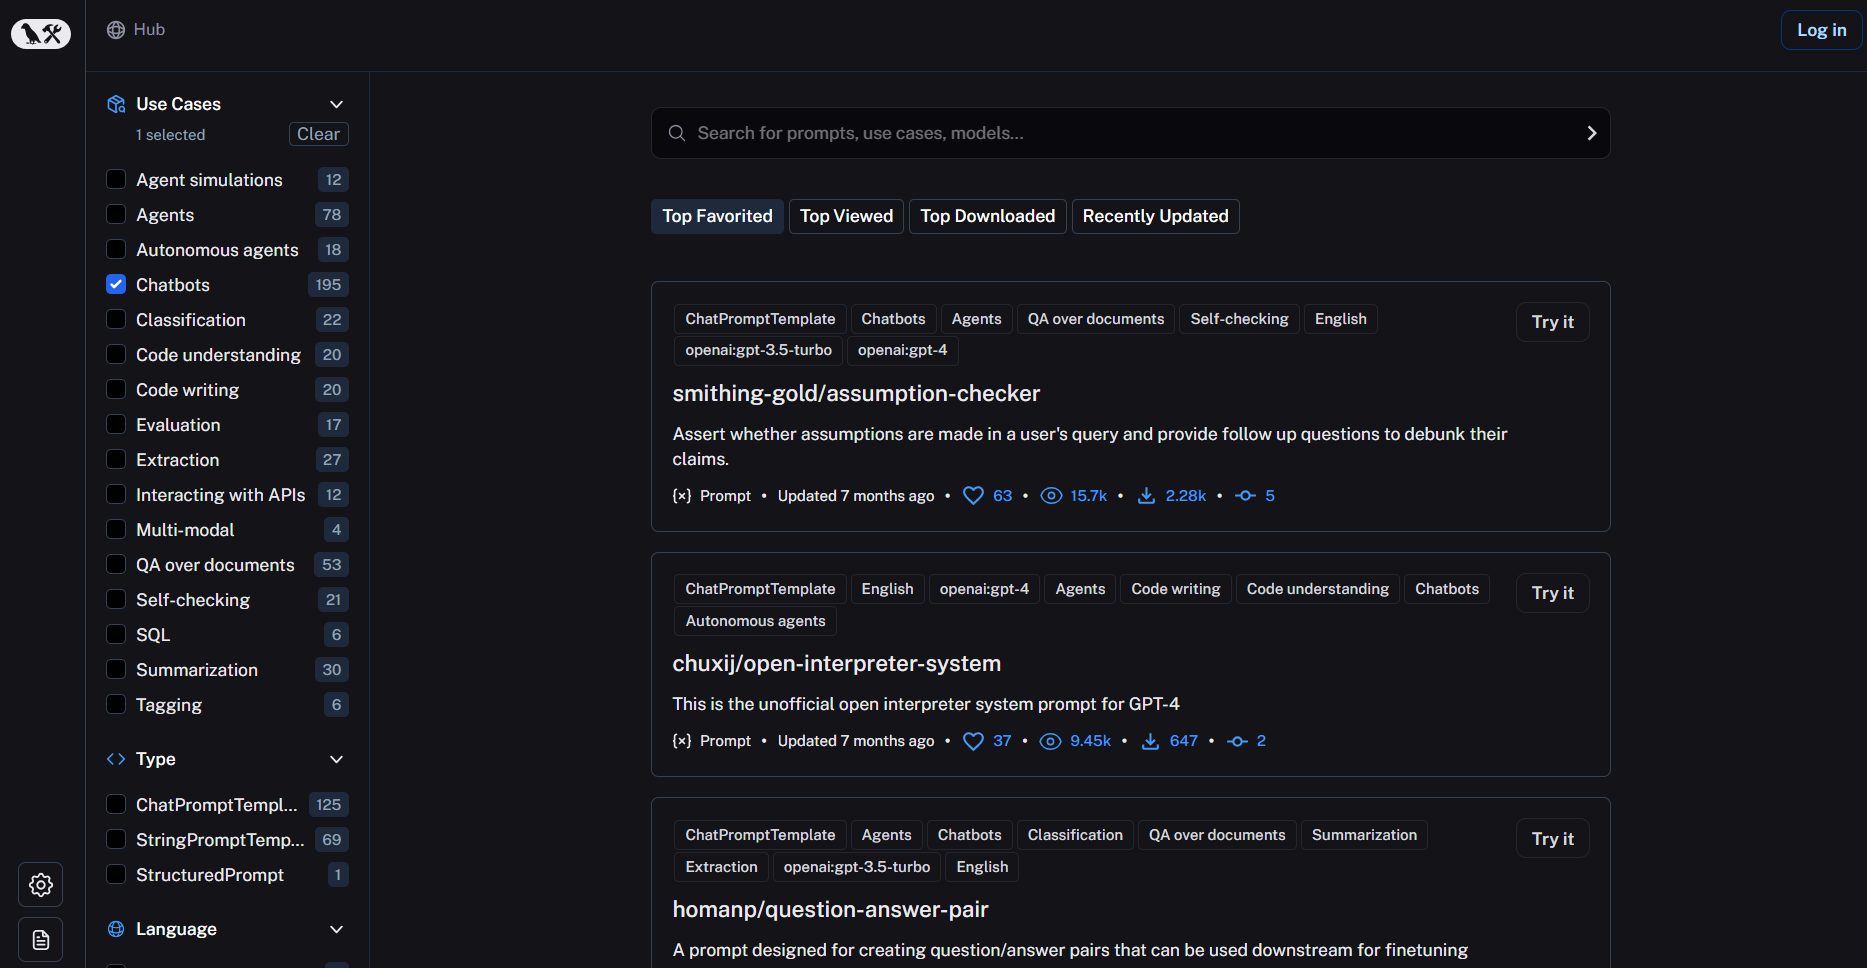 Hub
Log in
Use Cases
1 selected
Clear
Agent simulations 12
Agents 78
Autonomous agents 18
Chatbots 195
Classification 22
Code understanding 20
Code writing 20
Evaluation 17
Extraction 27
Interacting with APIs 12
Multi-modal 4
QA over documents 53
Self-checking 21
SQL 6
Summarization 30
Tagging 6
Type
ChatPromptTempl... 125
StringPromptTemp... 69
StructuredPrompt 1
Language
Search for prompts, use cases, models...
Top Favorited Top Viewed Top Downloaded Recently Updated
ChatPromptTemplate Chatbots Agents QA over documents Self-checking English
Try it
openai:gpt-3.5-turbo openai:gpt-4
smithing-gold/assumption-checker
Assert whether assumptions are made in a user's query and provide follow up questions to debunk their
claims.
{×} Prompt • Updated 7 months ago • 63 • 15.7k • 2.28k • 5
ChatPromptTemplate English openai:gpt-4 Agents Code writing Code understanding Chatbots
Try it
Autonomous agents
chuxij/open-interpreter-system
This is the unofficial open interpreter system prompt for GPT-4
{×} Prompt • Updated 7 months ago • 37 • 9.45k • 647 • 2
ChatPromptTemplate Agents Chatbots Classification QA over documents Summarization
Try it
Extraction openai:gpt-3.5-turbo English
homanp/question-answer-pair
A prompt designed for creating question/answer pairs that can be used downstream for finetuning